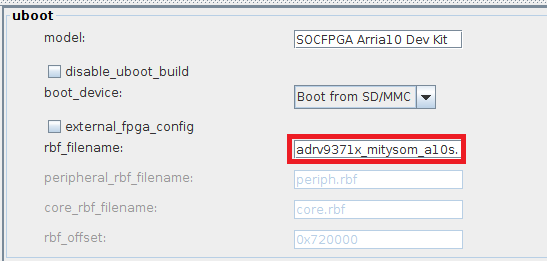 uboot
model: SOCFPGA Arria10 Dev Kit
disable_uboot_build
boot_device: Boot from SD/MMC
external_fpga_config
rbf_filename: adrv9371x_mitysom_a10s.
peripheral_rbf_filename: periph.rbf
core_rbf_filename: core.rbf
rbf_offset: 0x720000